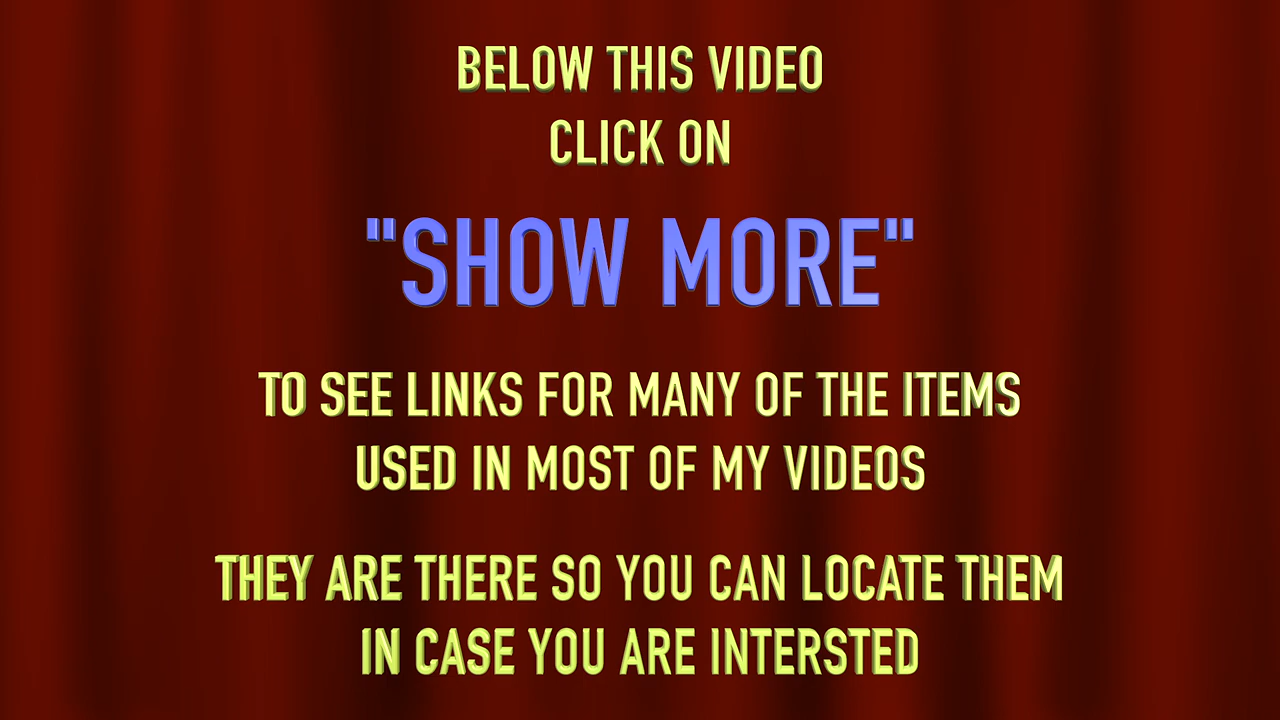 BELOW THIS VIDEO
CLICK ON
"SHOW MORE"
TO SEE LINKS FOR MANY OF THE ITEMS
USED IN MOST OF MY VIDEOS
THEY ARE THERE SO YOU CAN LOCATE THEM
IN CASE YOU ARE INTERSTED